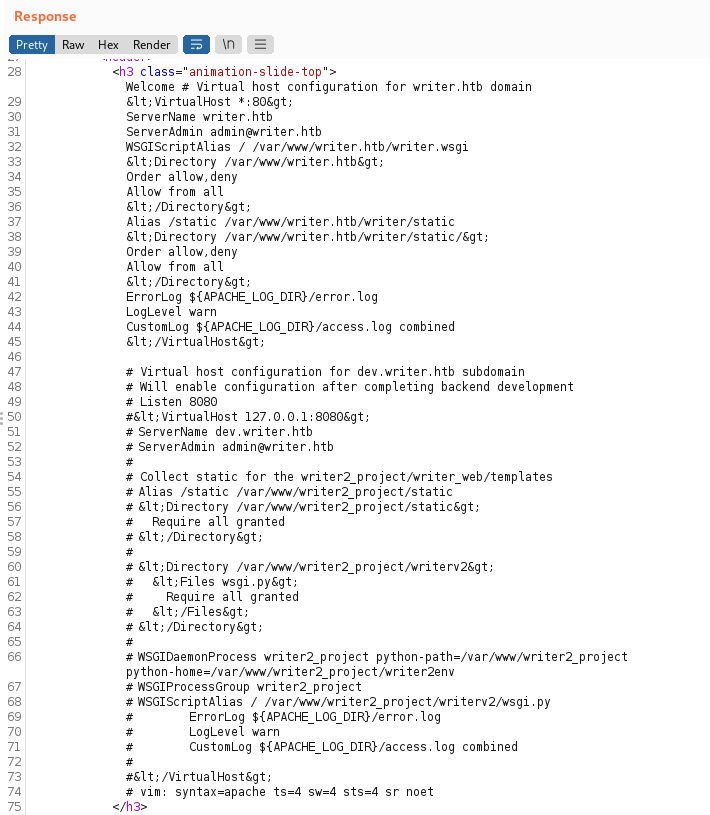 Response
Pretty Raw Hex Render \n
28 <h3 class="animation-slide-top">
Welcome # Virtual host configuration for writer.htb domain
29 &lt;VirtualHost *:80&gt;
30 ServerName writer.htb
31 ServerAdmin admin@writer.htb
32 WSGIScriptAlias / /var/www/writer.htb/writer.wsgi
33 &lt;Directory /var/www/writer.htb&gt;
34 Order allow,deny
35 Allow from all
36 &lt;/Directory&gt;
37 Alias /static /var/www/writer.htb/writer/static
38 &lt;Directory /var/www/writer.htb/writer/static/&gt;
39 Order allow,deny
40 Allow from all
41 &lt;/Directory&gt;
42 ErrorLog ${APACHE_LOG_DIR}/error.log
43 LogLevel warn
44 CustomLog ${APACHE_LOG_DIR}/access.log combined
45 &lt;/VirtualHost&gt;
46
47 # Virtual host configuration for dev.writer.htb subdomain
48 # Will enable configuration after completing backend development
49 # Listen 8080
50 #&lt;VirtualHost 127.0.0.1:8080&gt;
51 # ServerName dev.writer.htb
52 # ServerAdmin admin@writer.htb
53 #
54 # Collect static for the writer2_project/writer_web/templates
55 # Alias /static /var/www/writer2_project/static
56 # &lt;Directory /var/www/writer2_project/static&gt;
57 # Require all granted
58 # &lt;/Directory&gt;
59 #
60 # &lt;Directory /var/www/writer2_project/writerv2&gt;
61 # &lt;Files wsgi.py&gt;
62 # Require all granted
63 # &lt;/Files&gt;
64 # &lt;/Directory&gt;
65 #
66 # WSGIDaemonProcess writer2_project python-path=/var/www/writer2_project
python-home=/var/www/writer2_project/writer2env
67 # WSGIProcessGroup writer2_project
68 # WSGIScriptAlias / /var/www/writer2_project/writerv2/wsgi.py
69 # ErrorLog ${APACHE_LOG_DIR}/error.log
70 # LogLevel warn
71 # CustomLog ${APACHE_LOG_DIR}/access.log combined
72 #
73 #&lt;/VirtualHost&gt;
74 # vim: syntax=apache ts=4 sw=4 sts=4 sr noet
75 </h3>